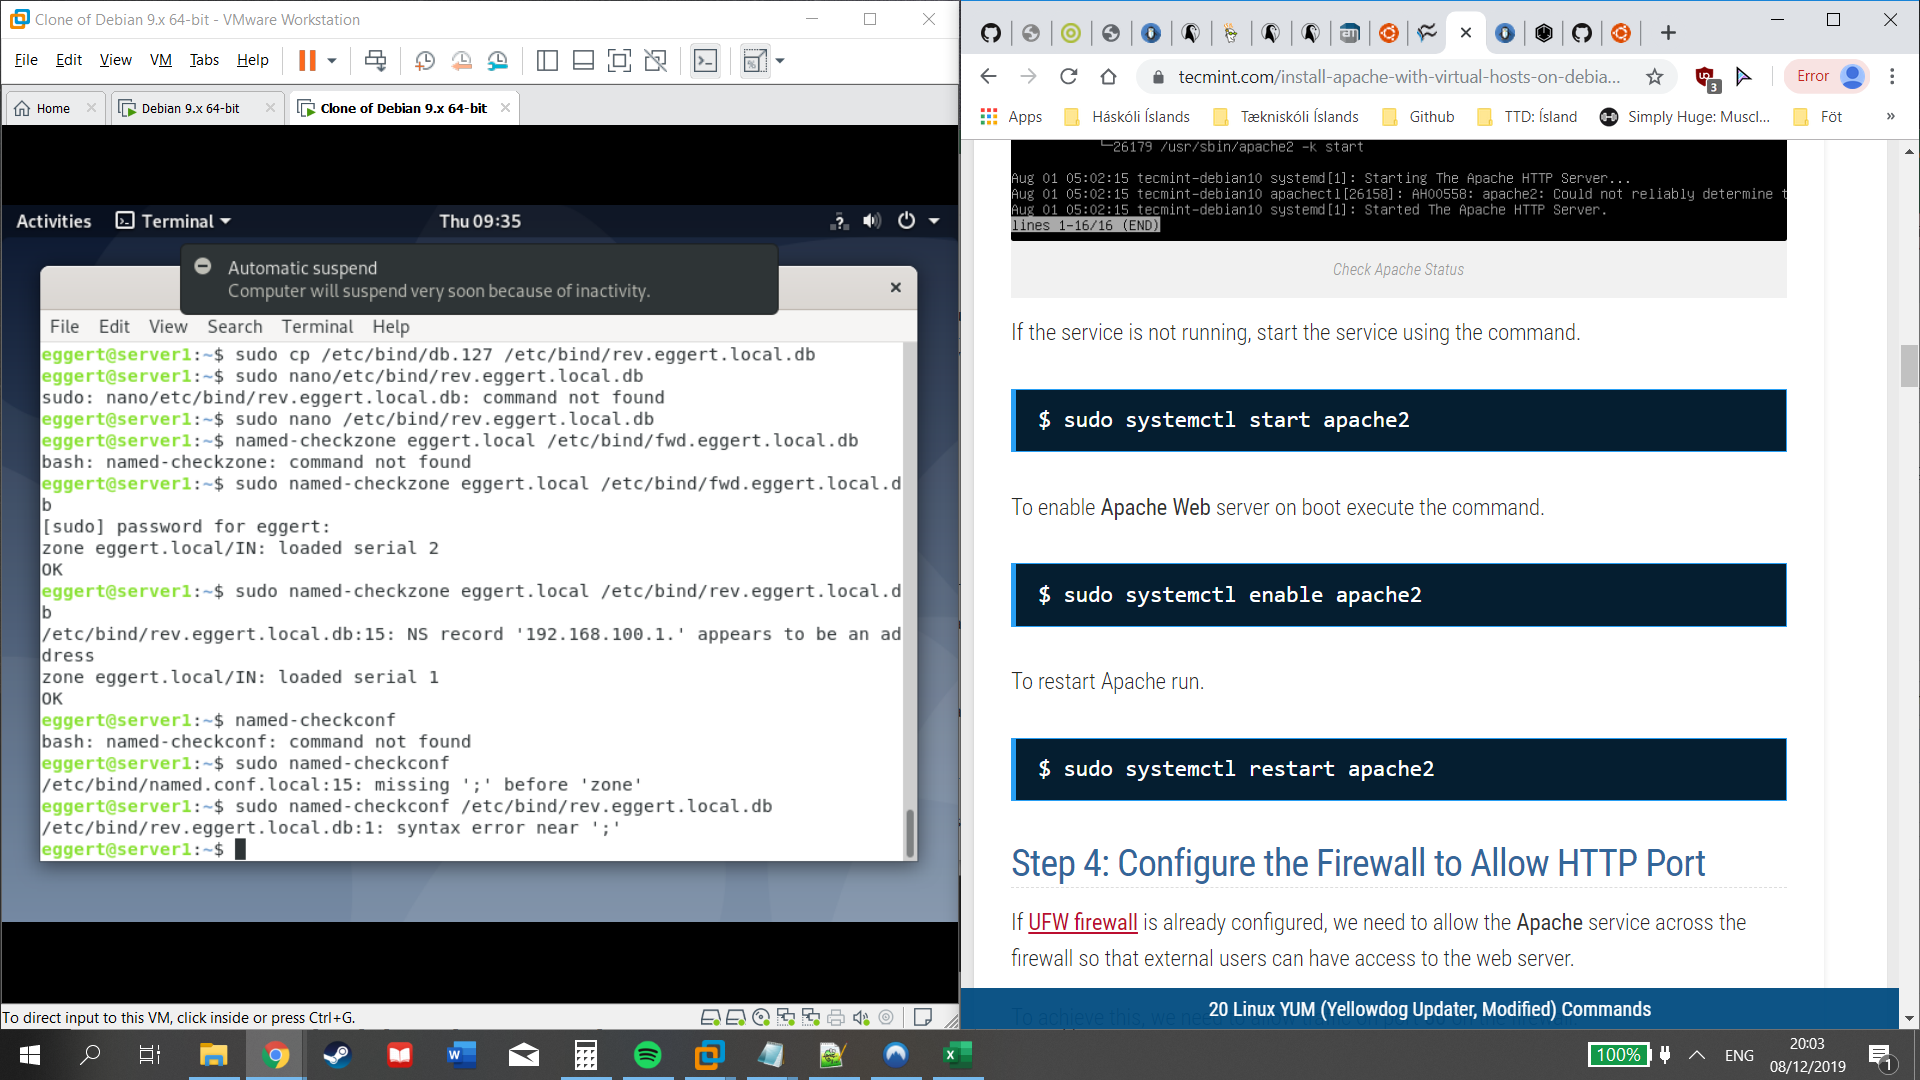 Clone of Debian 9.x 64-bit - VMware Workstation
File Edit View VM Tabs Help
Home
Debian 9.x 64-bit
Clone of Debian 9.x 64-bit
Activities
Terminal
Thu 09:35
Automatic suspend
Computer will suspend very soon because of inactivity.
File Edit View Search Terminal Help
eggert@server1:~$ sudo cp /etc/bind/db.127 /etc/bind/rev.eggert.local.db
eggert@server1:~$ sudo nano/etc/bind/rev.eggert.local.db
sudo: nano/etc/bind/rev.eggert.local.db: command not found
eggert@server1:~$ sudo nano /etc/bind/rev.eggert.local.db
eggert@server1:~$ named-checkzone eggert.local /etc/bind/fwd.eggert.local.db
bash: named-checkzone: command not found
eggert@server1:~$ sudo named-checkzone eggert.local /etc/bind/fwd.eggert.local.d
b
[sudo] password for eggert:
zone eggert.local/IN: loaded serial 2
OK
eggert@server1:~$ sudo named-checkzone eggert.local /etc/bind/rev.eggert.local.d
b
/etc/bind/rev.eggert.local.db:15: NS record '192.168.100.1.' appears to be an ad
dress
zone eggert.local/IN: loaded serial 1
OK
eggert@server1:~$ named-checkconf
bash: named-checkconf: command not found
eggert@server1:~$ sudo named-checkconf
/etc/bind/named.conf.local:15: missing ';' before 'zone'
eggert@server1:~$ sudo named-checkconf /etc/bind/rev.eggert.local.db
/etc/bind/rev.eggert.local.db:1: syntax error near ';'
eggert@server1:~$
To direct input to this VM, click inside or press Ctrl+G.
tecmint.com/install-apache-with-virtual-hosts-on-debia...
3
Error
Apps
Háskóli Íslands
Tækniskóli Íslands
Github
TTD: Ísland
Simply Huge: Muscl...
Föt
»
└─26179 /usr/sbin/apache2 -k start
Aug 01 05:02:15 tecmint-debian10 systemd[1]: Starting The Apache HTTP Server...
Aug 01 05:02:15 tecmint-debian10 apachectl[26158]: AH00558: apache2: Could not reliably determine t
Aug 01 05:02:15 tecmint-debian10 systemd[1]: Started The Apache HTTP Server.
lines 1-16/16 (END)
Check Apache Status
If the service is not running, start the service using the command.
$ sudo systemctl start apache2
To enable Apache Web server on boot execute the command.
$ sudo systemctl enable apache2
To restart Apache run.
$ sudo systemctl restart apache2
Step 4: Configure the Firewall to Allow HTTP Port
If UFW firewall is already configured, we need to allow the Apache service across the
firewall so that external users can have access to the web server.
20 Linux YUM (Yellowdog Updater, Modified) Commands
100%
ENG
20:03
08/12/2019
1